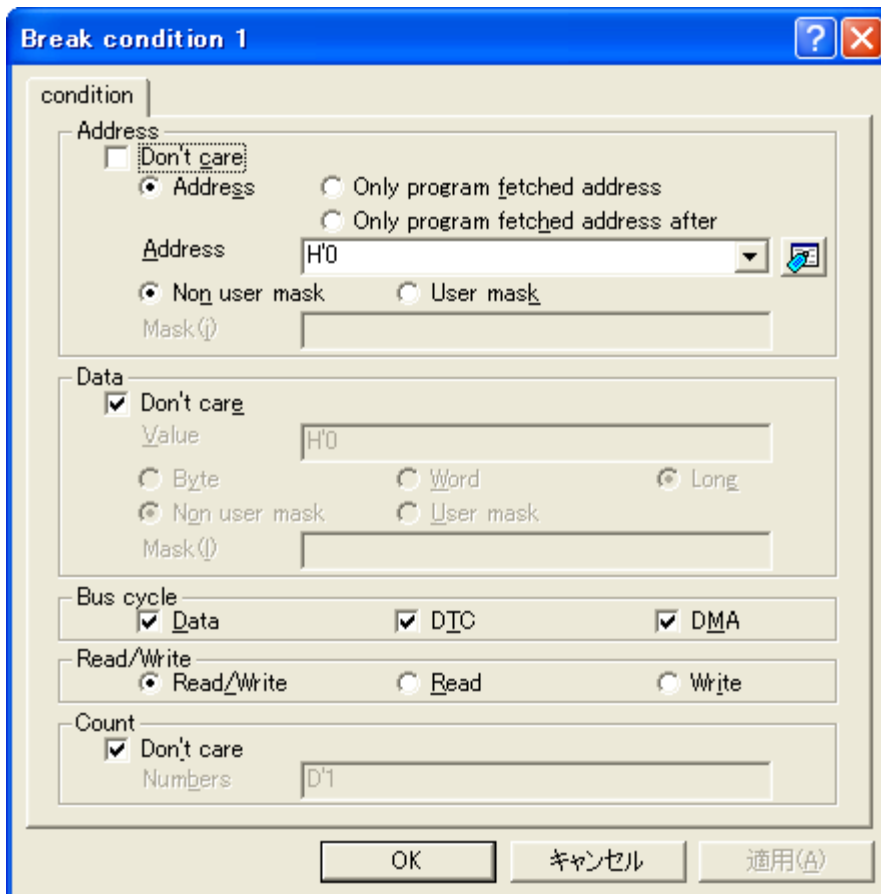 Break condition 1
condition
Address
Don't care
Address Only program fetched address
Only program fetched address after
Address H'0
Non user mask User mask
Mask(j)
Data
Don't care
Value H'0
Byte Word Long
Non user mask User mask
Mask(l)
Bus cycle
Data DTC DMA
Read/Write
Read/Write Read Write
Count
Don't care
Numbers D'1
OK キャンセル 適用(A)